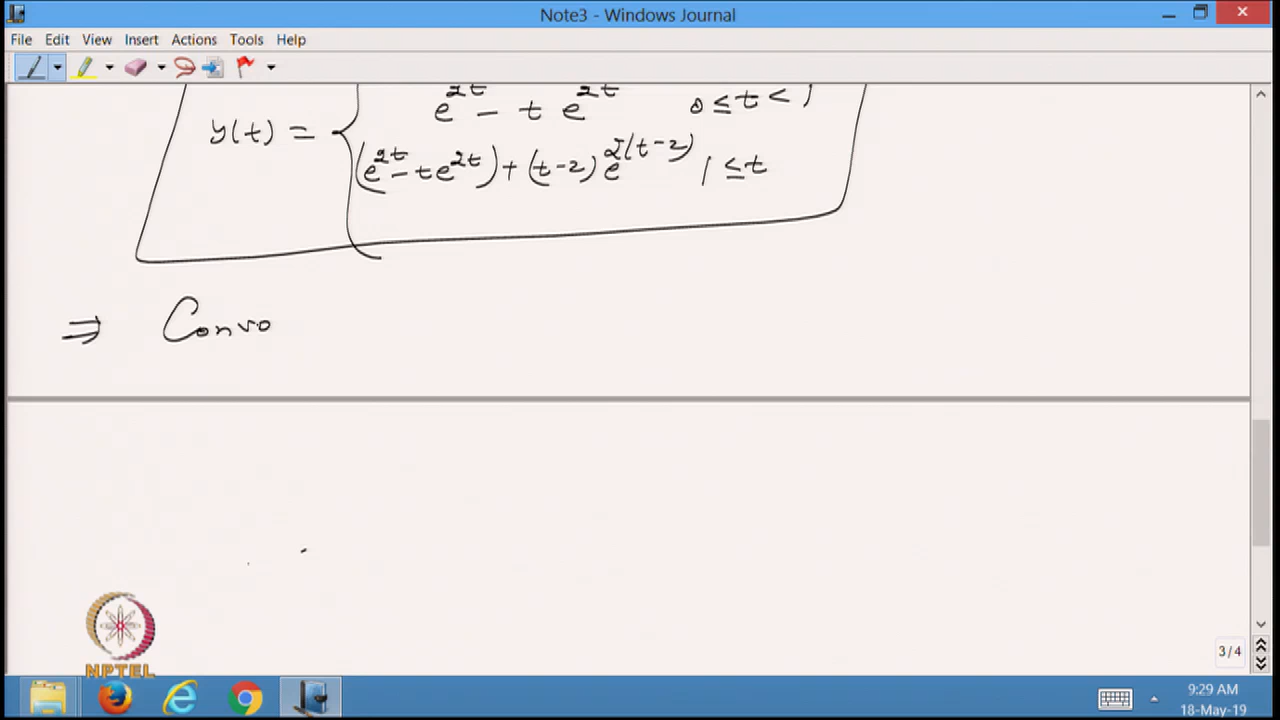 Note3 - Windows Journal
File Edit View Insert Actions Tools Help
e^{2t} - t e^{2t} 0 ≤ t < 1
y(t) =
(e^{2t} - te^{2t}) + (t-2) e^{2(t-2)} 1 ≤ t
⇒ Convo
NPTEL
3 / 4
9:29 AM
18-May-19